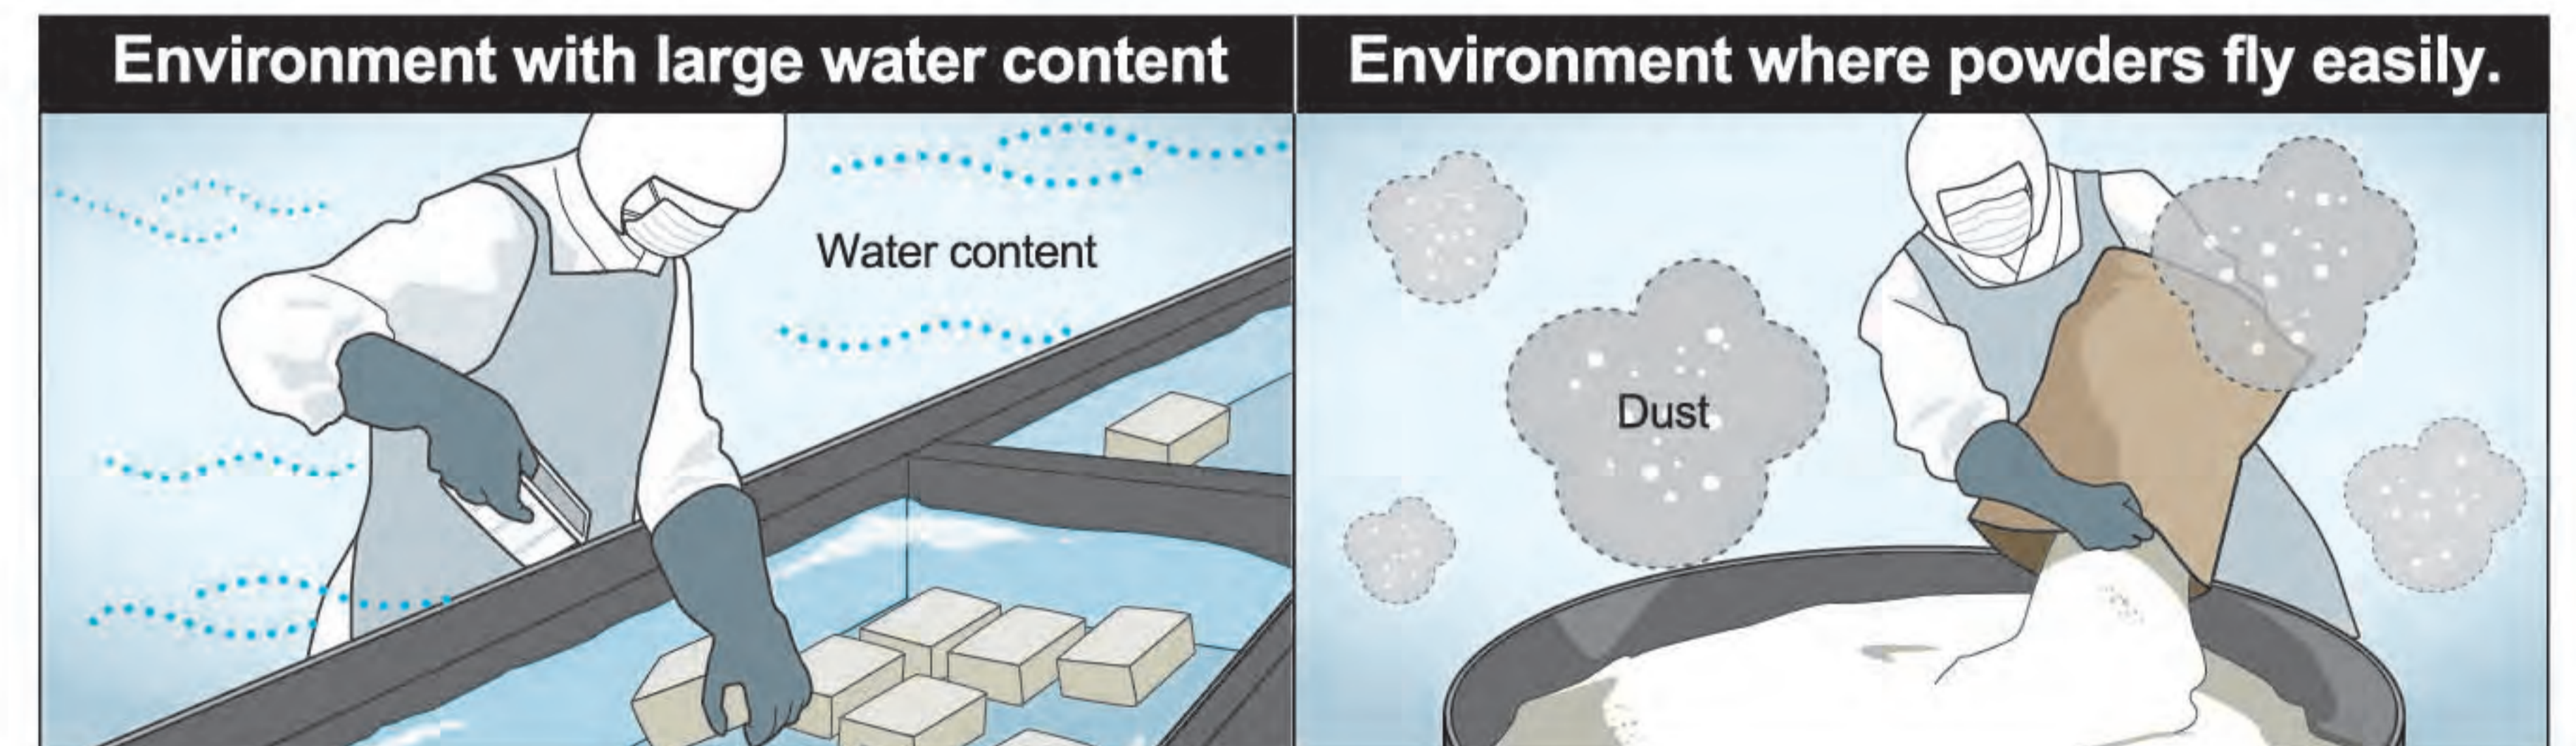 Environment with large water content
Environment where powders fly easily.
Water content
Dust